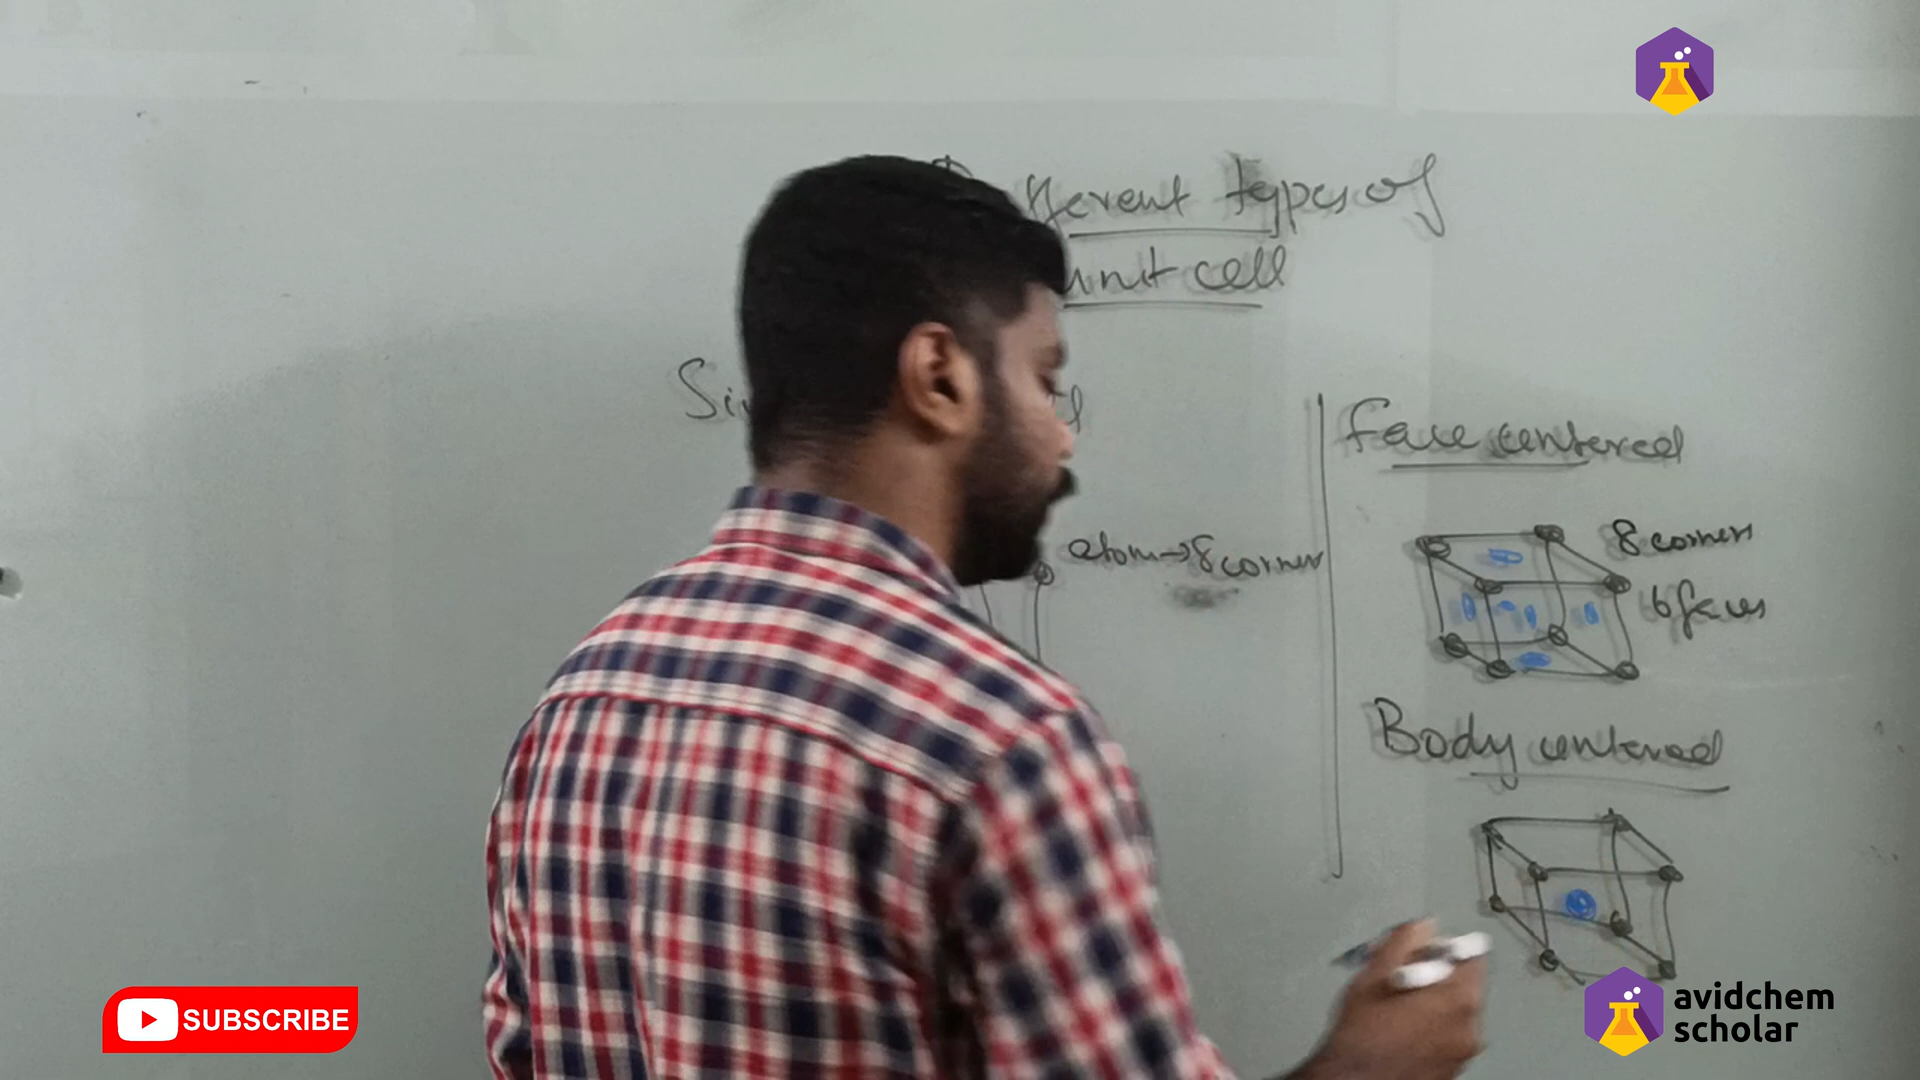 fferent types of
unit cell
Si
Face centered
8 corners
6 faces
atom→8 corner
Body centered
SUBSCRIBE
avidchem
scholar